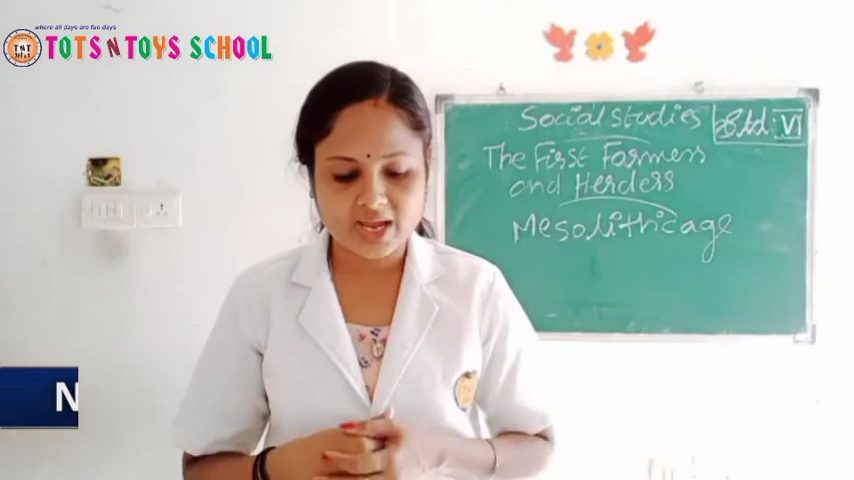 where all days are fun days
TOTS N TOYS SCHOOL
TNT
Social studies
Std: VI
The First Farmers
and Herders
Mesolithic age
N